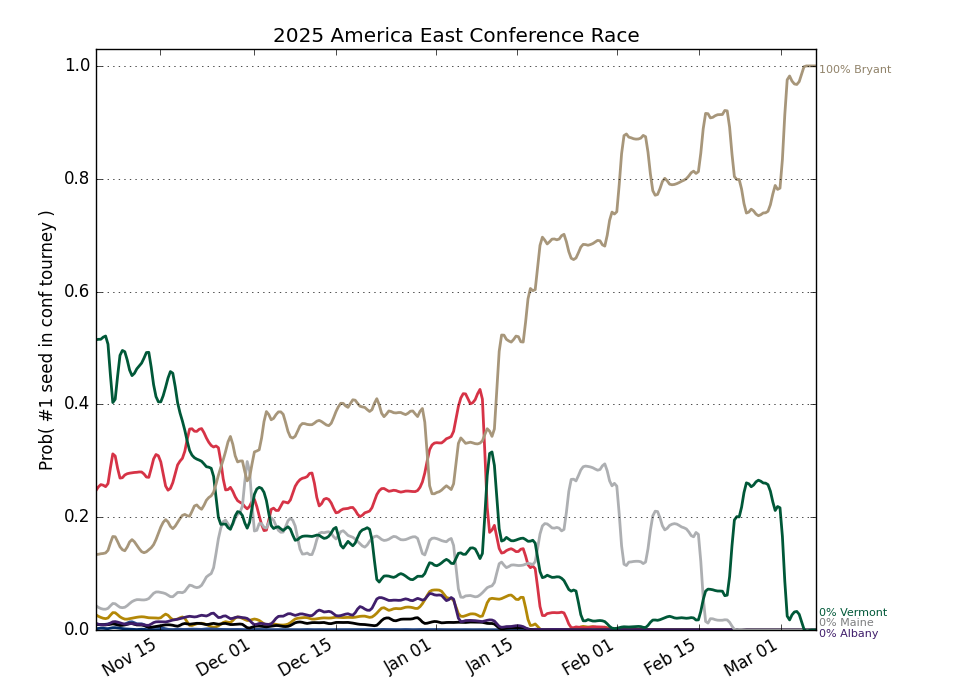 2025 America East Conference Race
Prob( #1 seed in conf tourney )
1.0
0.8
0.6
0.4
0.2
0.0
Nov 15
Dec 01
Dec 15
Jan 01
Jan 15
Feb 01
Feb 15
Mar 01
100% Bryant
0% Vermont
0% Maine
0% Albany